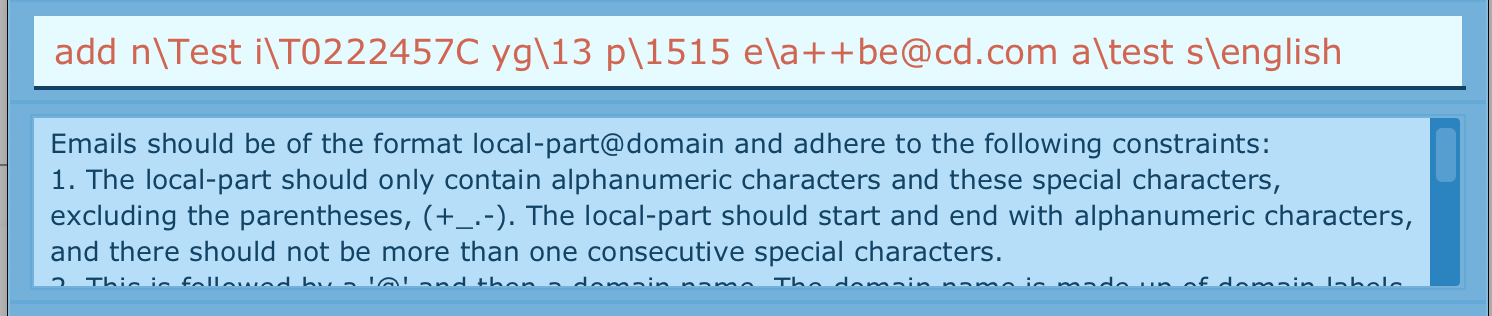 add n\Test i\T0222457C yg\13 p\1515 e\a++be@cd.com a\test s\english
Emails should be of the format local-part@domain and adhere to the following constraints:
1. The local-part should only contain alphanumeric characters and these special characters,
excluding the parentheses, (+_.-). The local-part should start and end with alphanumeric characters,
and there should not be more than one consecutive special characters.
2. This is followed by a '@' and then a domain name. The domain name is made up of domain labels